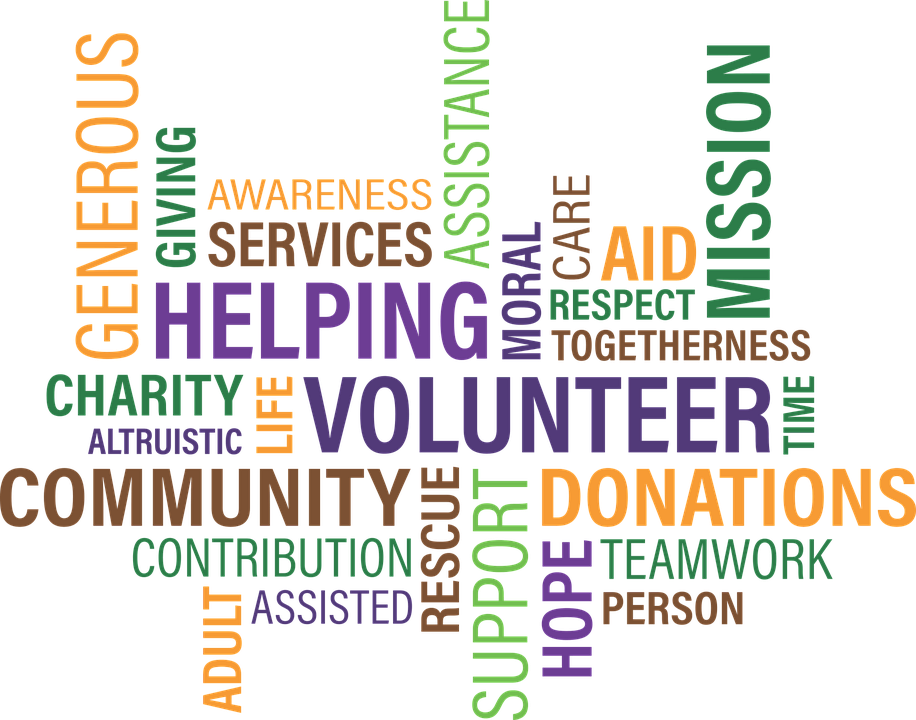 GENEROUS
GIVING
AWARENESS
SERVICES
ASSISTANCE
HELPING
MORAL
CARE
AID
MISSION
RESPECT
TOGETHERNESS
CHARITY
ALTRUISTIC
LIFE
VOLUNTEER
TIME
COMMUNITY
RESCUE
SUPPORT
DONATIONS
CONTRIBUTION
ADULT
ASSISTED
HOPE
TEAMWORK
PERSON